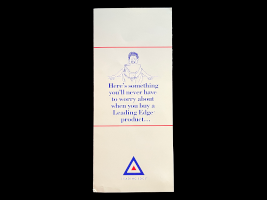 Here's something
you'll never have
to worry about
when you buy a
Leading Edge
product...